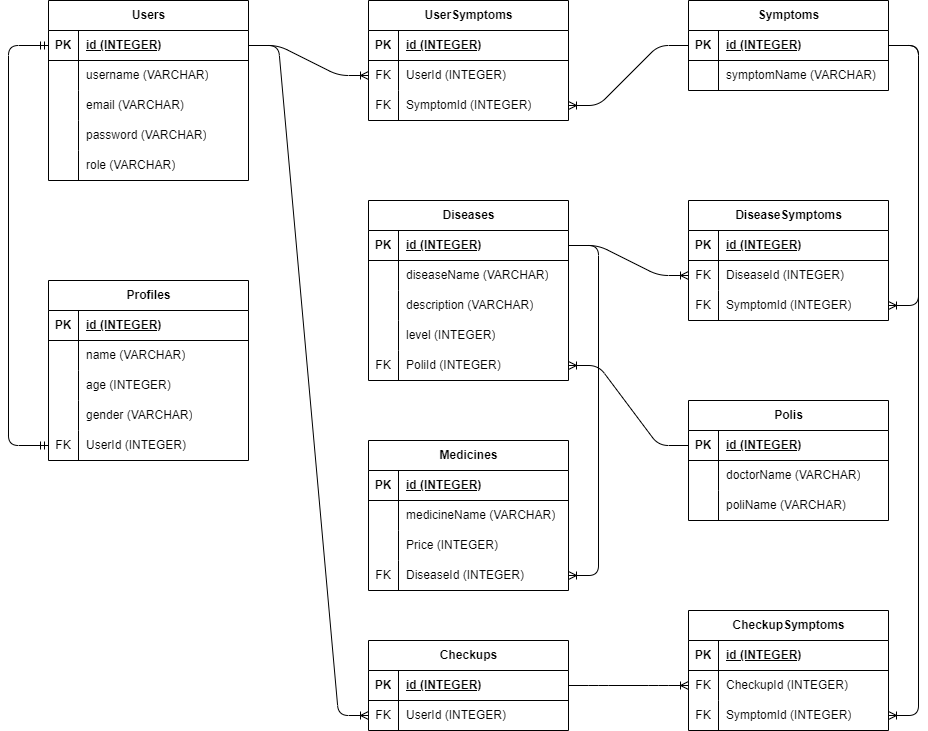 Users
PK id (INTEGER)
username (VARCHAR)
email (VARCHAR)
password (VARCHAR)
role (VARCHAR)
UserSymptoms
PK id (INTEGER)
FK UserId (INTEGER)
FK SymptomId (INTEGER)
Symptoms
PK id (INTEGER)
symptomName (VARCHAR)
Diseases
PK id (INTEGER)
diseaseName (VARCHAR)
description (VARCHAR)
level (INTEGER)
FK PoliId (INTEGER)
DiseaseSymptoms
PK id (INTEGER)
FK DiseaseId (INTEGER)
FK SymptomId (INTEGER)
Profiles
PK id (INTEGER)
name (VARCHAR)
age (INTEGER)
gender (VARCHAR)
FK UserId (INTEGER)
Polis
PK id (INTEGER)
doctorName (VARCHAR)
poliName (VARCHAR)
Medicines
PK id (INTEGER)
medicineName (VARCHAR)
Price (INTEGER)
FK DiseaseId (INTEGER)
Checkups
PK id (INTEGER)
FK UserId (INTEGER)
CheckupSymptoms
PK id (INTEGER)
FK CheckupId (INTEGER)
FK SymptomId (INTEGER)